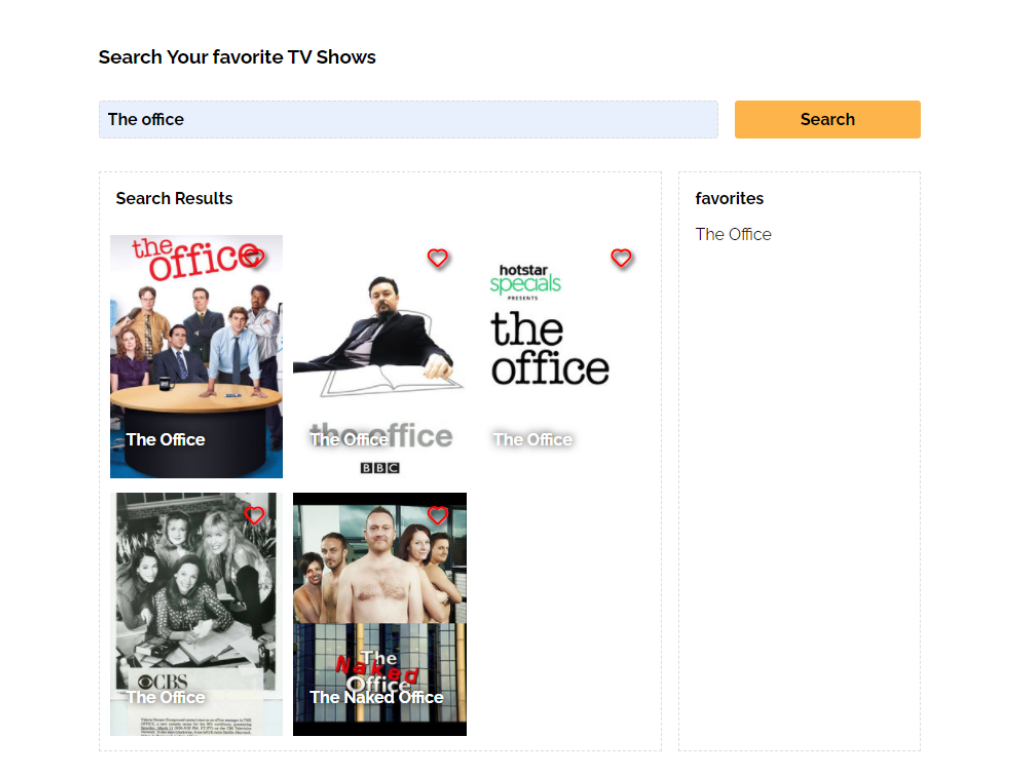 Search Your favorite TV Shows
The office
Search
Search Results
favorites
The Office
the
office
The Office
the office
The Office
BBC
hotstar
specials
PRESENTS
the
office
The Office
CBS
The Office
The
Naked
Office
The Naked Office